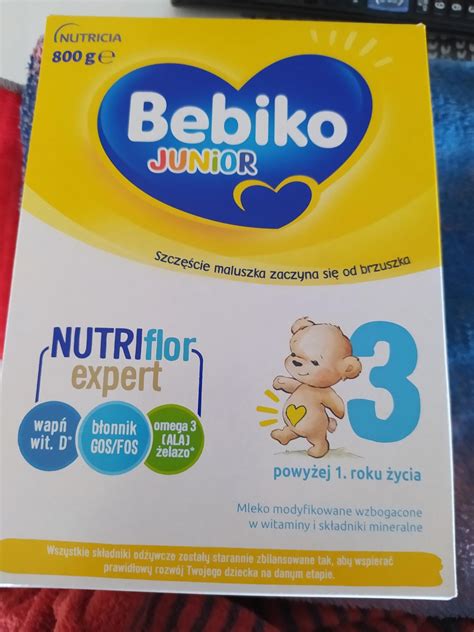 NUTRICIA
800 g e
Bebiko
JUNiOR
Szczęście maluszka zaczyna się od brzuszka
NUTRIflor
expert
wapń
wit. D*
błonnik
GOS/FOS
omega 3
(ALA)
żelazo*
3
powyżej 1. roku życia
Mleko modyfikowane wzbogacone
w witaminy i składniki mineralne
Wszystkie składniki odżywcze zostały starannie zbilansowane tak, aby wspierać
prawidłowy rozwój Twojego dziecka na danym etapie.